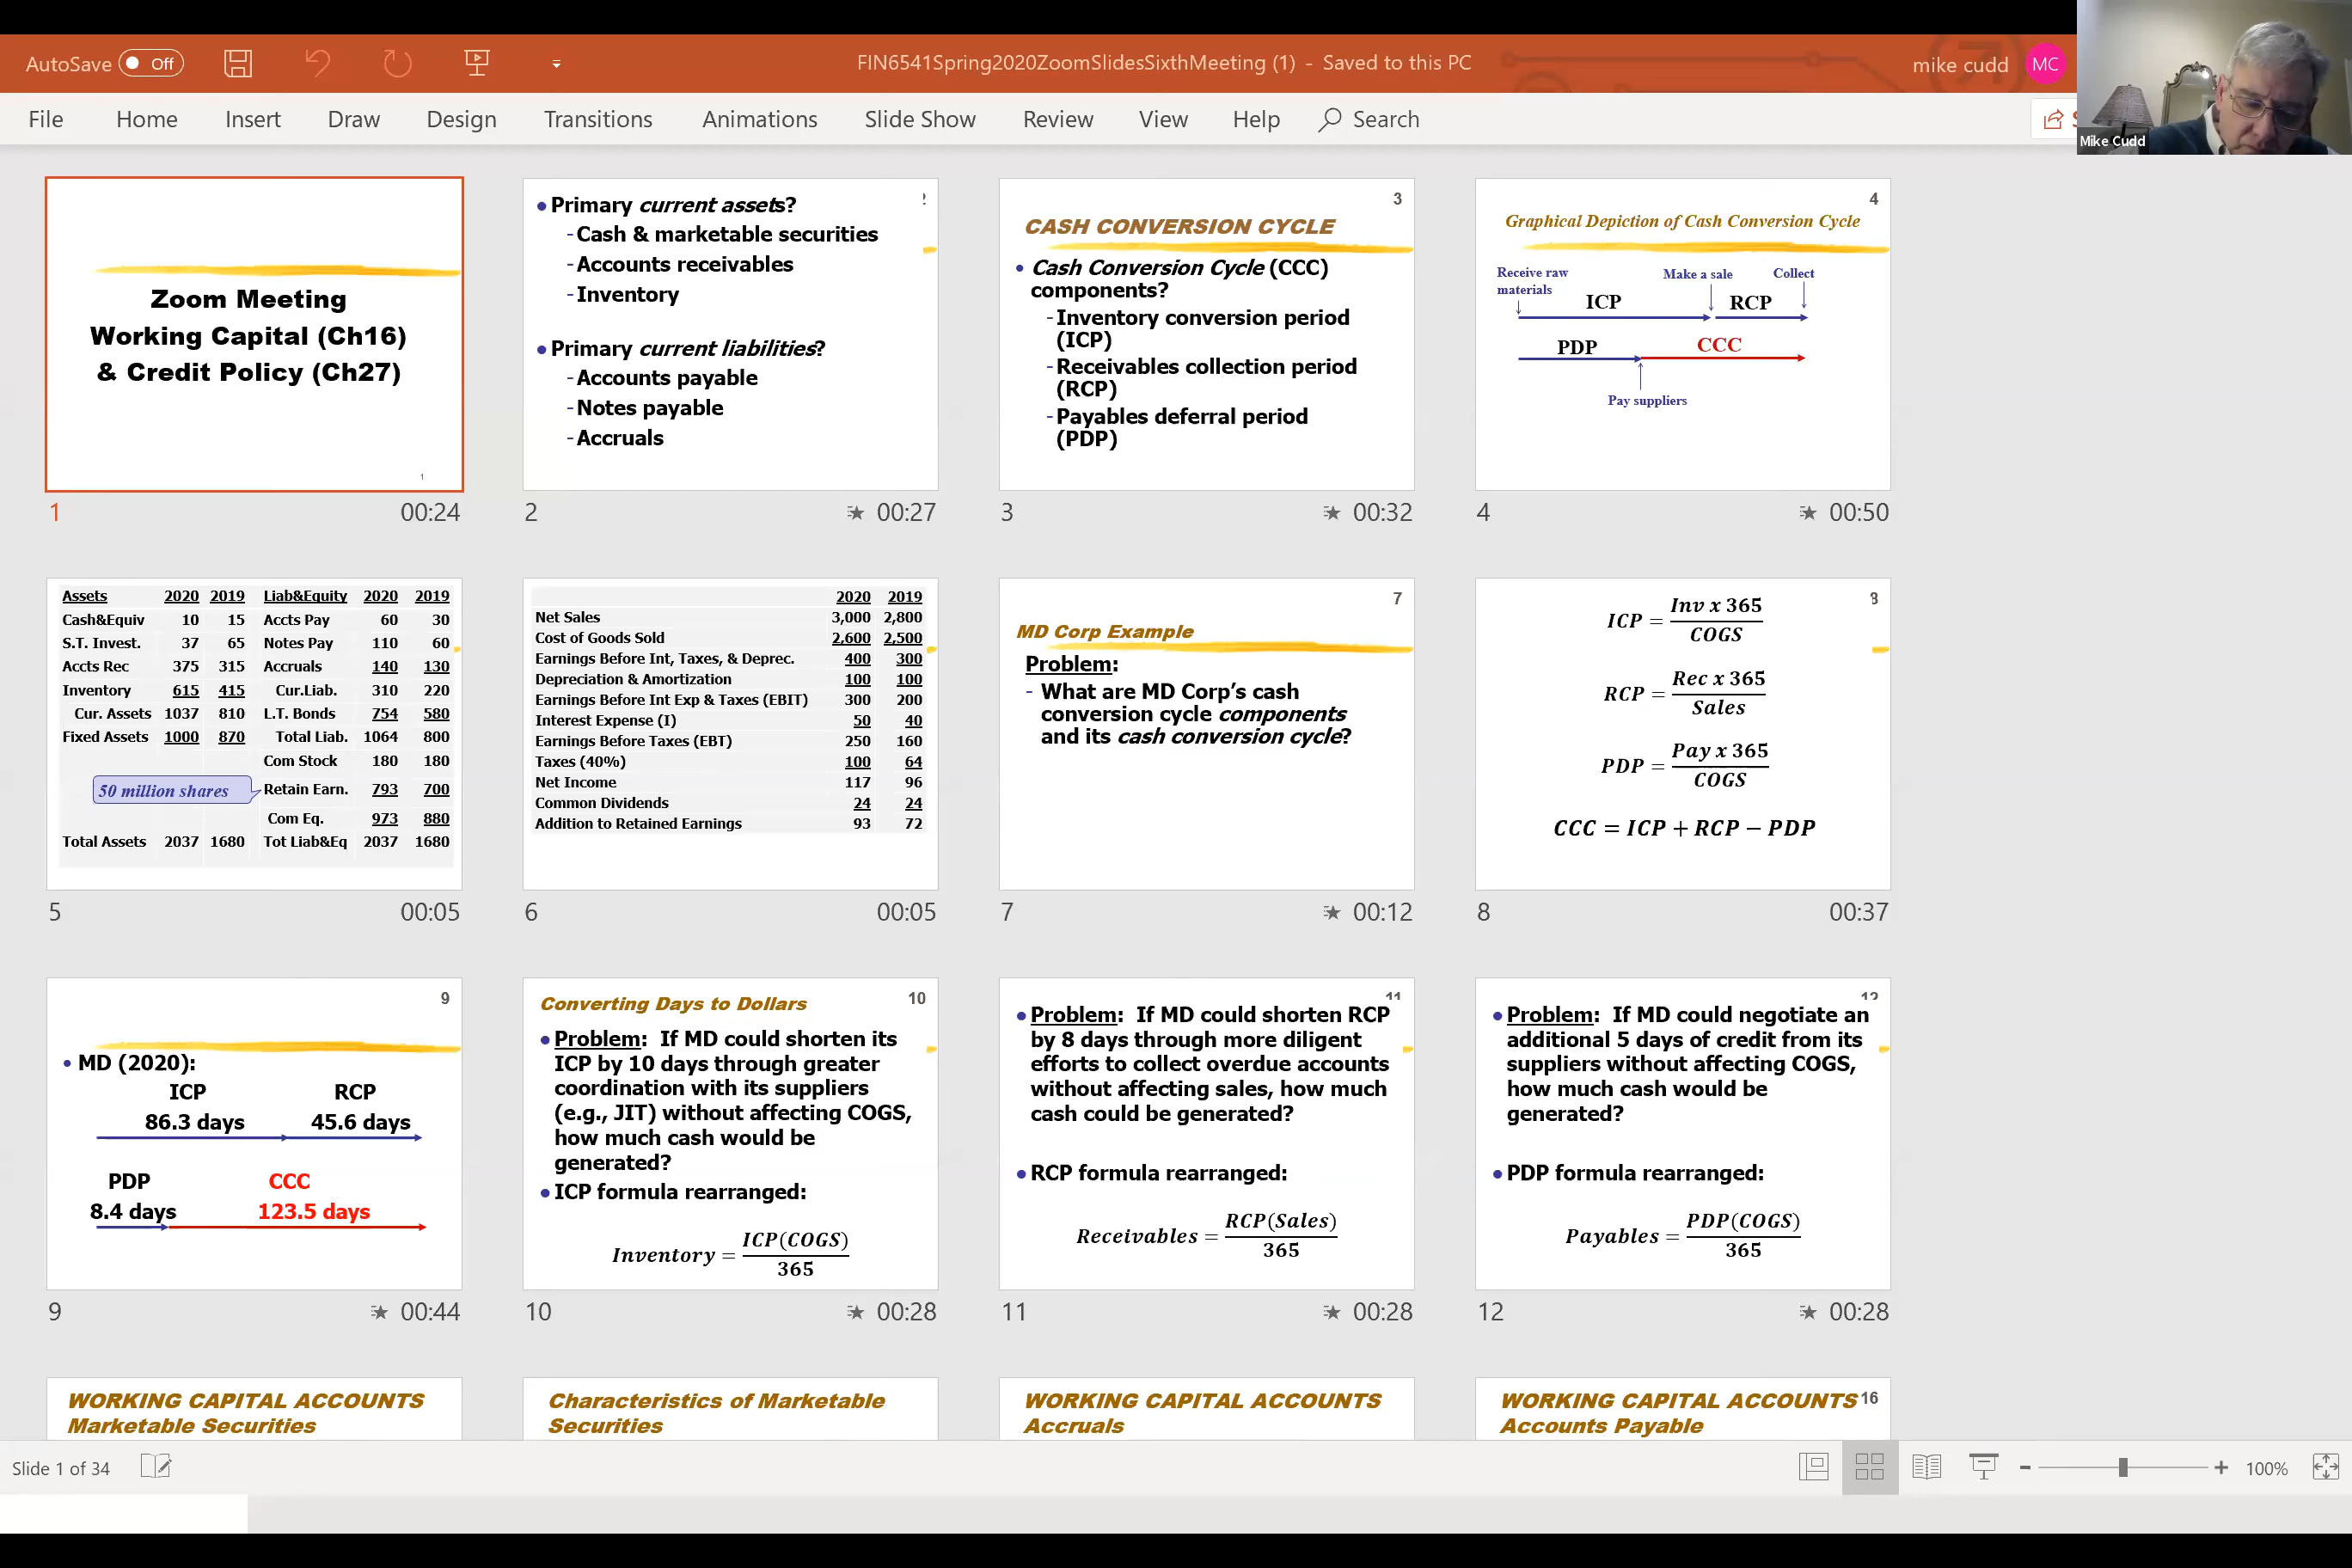 AutoSave Off
FIN6541Spring2020ZoomSlidesSixthMeeting (1) - Saved to this PC
mike cudd MC
File Home Insert Draw Design Transitions Animations Slide Show Review View Help Search
Mike Cudd
Zoom Meeting
Working Capital (Ch16)
& Credit Policy (Ch27)
1
1 00:24
• Primary current assets?
- Cash & marketable securities
- Accounts receivables
- Inventory
• Primary current liabilities?
- Accounts payable
- Notes payable
- Accruals
2 00:27
3
CASH CONVERSION CYCLE
• Cash Conversion Cycle (CCC)
components?
- Inventory conversion period
(ICP)
- Receivables collection period
(RCP)
- Payables deferral period
(PDP)
3 00:32
4
Graphical Depiction of Cash Conversion Cycle
Receive raw Make a sale Collect
materials
ICP RCP
PDP CCC
Pay suppliers
4 00:50
Assets 2020 2019 Liab&Equity 2020 2019
Cash&Equiv 10 15 Accts Pay 60 30
S.T. Invest. 37 65 Notes Pay 110 60
Accts Rec 375 315 Accruals 140 130
Inventory 615 415 Cur.Liab. 310 220
Cur. Assets 1037 810 L.T. Bonds 754 580
Fixed Assets 1000 870 Total Liab. 1064 800
Com Stock 180 180
50 million shares Retain Earn. 793 700
Com Eq. 973 880
Total Assets 2037 1680 Tot Liab&Eq 2037 1680
5 00:05
2020 2019
Net Sales 3,000 2,800
Cost of Goods Sold 2,600 2,500
Earnings Before Int, Taxes, & Deprec. 400 300
Depreciation & Amortization 100 100
Earnings Before Int Exp & Taxes (EBIT) 300 200
Interest Expense (I) 50 40
Earnings Before Taxes (EBT) 250 160
Taxes (40%) 100 64
Net Income 117 96
Common Dividends 24 24
Addition to Retained Earnings 93 72
6 00:05
7
MD Corp Example
Problem:
- What are MD Corp's cash
conversion cycle components
and its cash conversion cycle?
7 00:12
8
ICP = Inv x 365 / COGS
RCP = Rec x 365 / Sales
PDP = Pay x 365 / COGS
CCC = ICP + RCP − PDP
8 00:37
9
• MD (2020):
ICP RCP
86.3 days 45.6 days
PDP CCC
8.4 days 123.5 days
9 00:44
Converting Days to Dollars 10
• Problem: If MD could shorten its
ICP by 10 days through greater
coordination with its suppliers
(e.g., JIT) without affecting COGS,
how much cash would be
generated?
• ICP formula rearranged:
Inventory = ICP(COGS) / 365
10 00:28
11
• Problem: If MD could shorten RCP
by 8 days through more diligent
efforts to collect overdue accounts
without affecting sales, how much
cash could be generated?
• RCP formula rearranged:
Receivables = RCP(Sales) / 365
11 00:28
12
• Problem: If MD could negotiate an
additional 5 days of credit from its
suppliers without affecting COGS,
how much cash would be
generated?
• PDP formula rearranged:
Payables = PDP(COGS) / 365
12 00:28
WORKING CAPITAL ACCOUNTS
Marketable Securities
Characteristics of Marketable
Securities
WORKING CAPITAL ACCOUNTS
Accruals
WORKING CAPITAL ACCOUNTS 16
Accounts Payable
Slide 1 of 34
100%